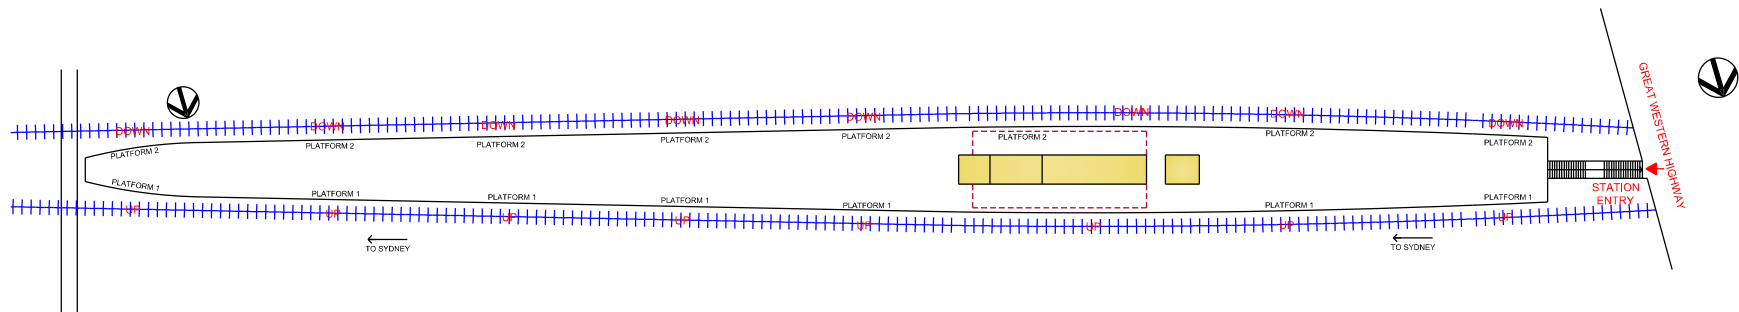 DOWN DOWN DOWN DOWN DOWN DOWN DOWN DOWN
PLATFORM 2 PLATFORM 2 PLATFORM 2 PLATFORM 2 PLATFORM 2 PLATFORM 2 PLATFORM 2 PLATFORM 2
GREAT WESTERN HIGHWAY
STATION
ENTRY
PLATFORM 1 PLATFORM 1 PLATFORM 1 PLATFORM 1 PLATFORM 1 PLATFORM 1 PLATFORM 1
UP UP UP UP UP UP UP UP
TO SYDNEY TO SYDNEY